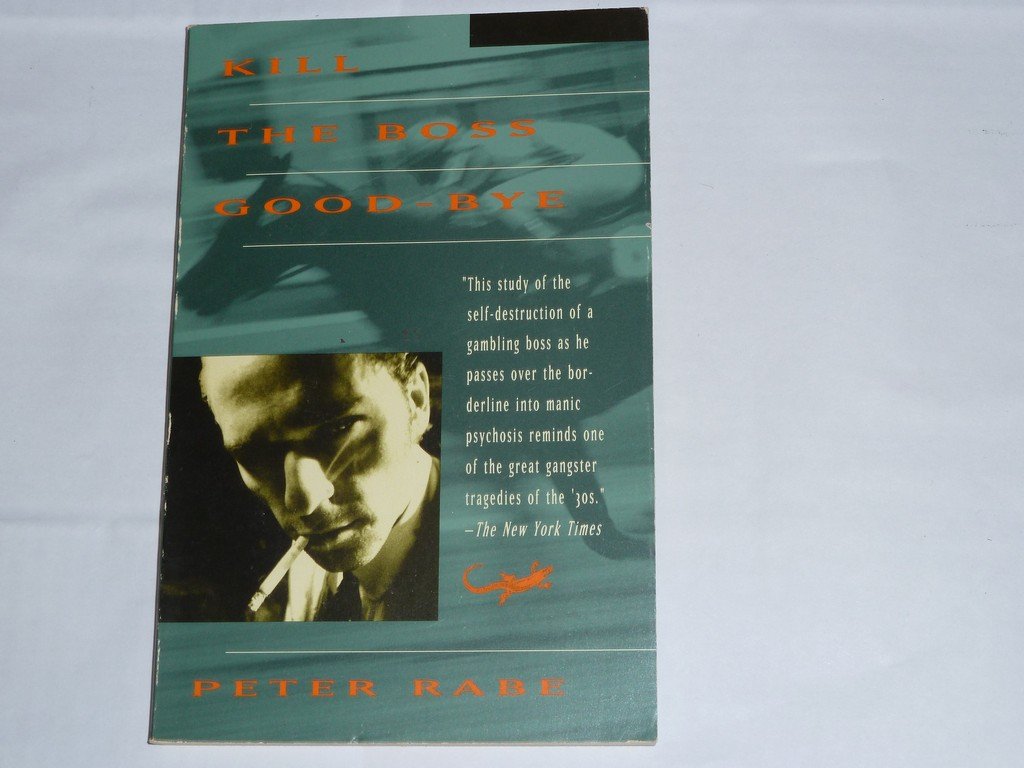 KILL
THE BOSS
GOOD-BYE
"This study of the
self-destruction of a
gambling boss as he
passes over the bor-
derline into manic
psychosis reminds one
of the great gangster
tragedies of the '30s."
–The New York Times
PETER RABE